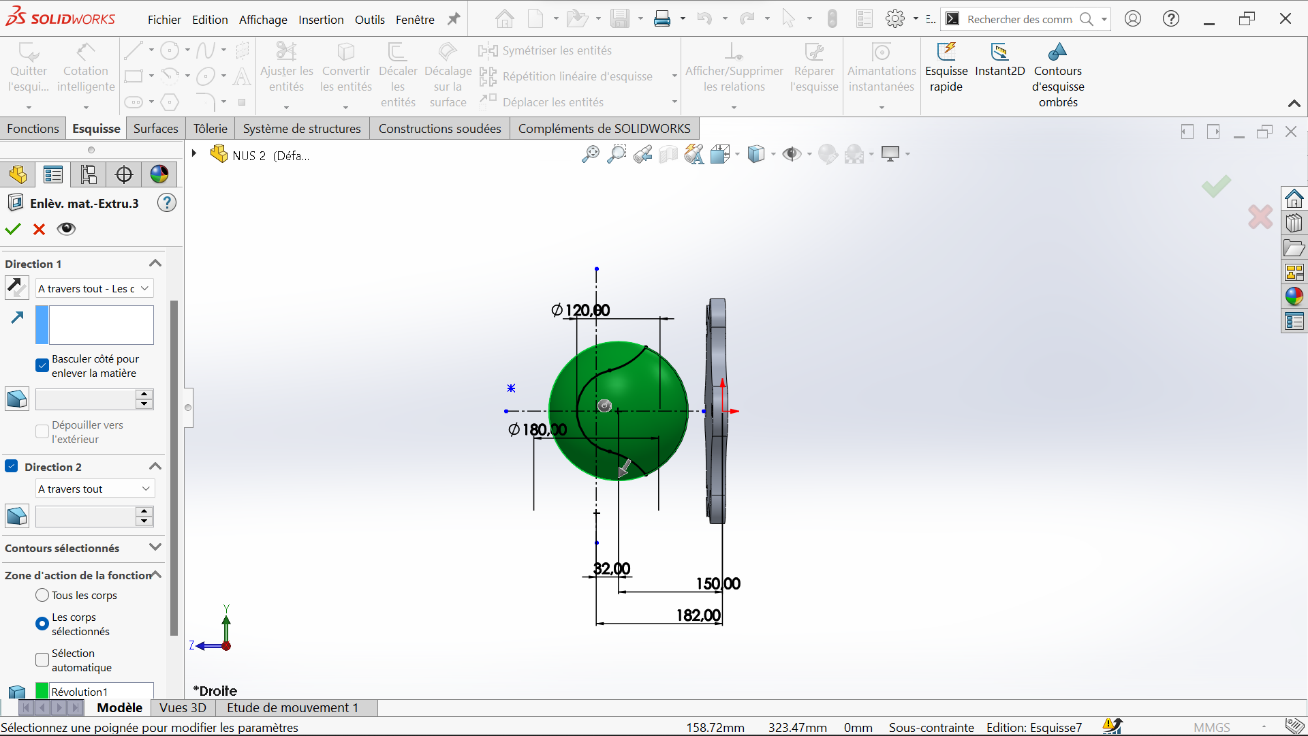 SOLIDWORKS
Fichier Edition Affichage Insertion Outils Fenêtre
E...
Rechercher des comm
Quitter l'esqui...
Cotation intelligente
Ajuster les entités
Convertir les entités
Décaler les entités
Décalage sur la surface
Symétriser les entités
Répétition linéaire d'esquisse
Déplacer les entités
Afficher/Supprimer les relations
Réparer l'esquisse
Aimantations instantanées
Esquisse rapide
Instant2D
Contours d'esquisse ombrés
Fonctions Esquisse Surfaces Tôlerie Système de structures Constructions soudées Compléments de SOLIDWORKS
NUS 2 (Défa...
Enlèv. mat.-Extru.3
Direction 1
A travers tout - Les c
Basculer côté pour
enlever la matière
Dépouiller vers
l'extérieur
Direction 2
A travers tout
Contours sélectionnés
Zone d'action de la fonction
Tous les corps
Les corps
sélectionnés
Sélection
automatique
Révolution1
Ø120,00
Ø180,00
32,00
150,00
182,00
Y
Z
*Droite
Modèle Vues 3D Etude de mouvement 1
Sélectionnez une poignée pour modifier les paramètres 158.72mm 323.47mm 0mm Sous-contrainte Edition: Esquisse7 MMGS -